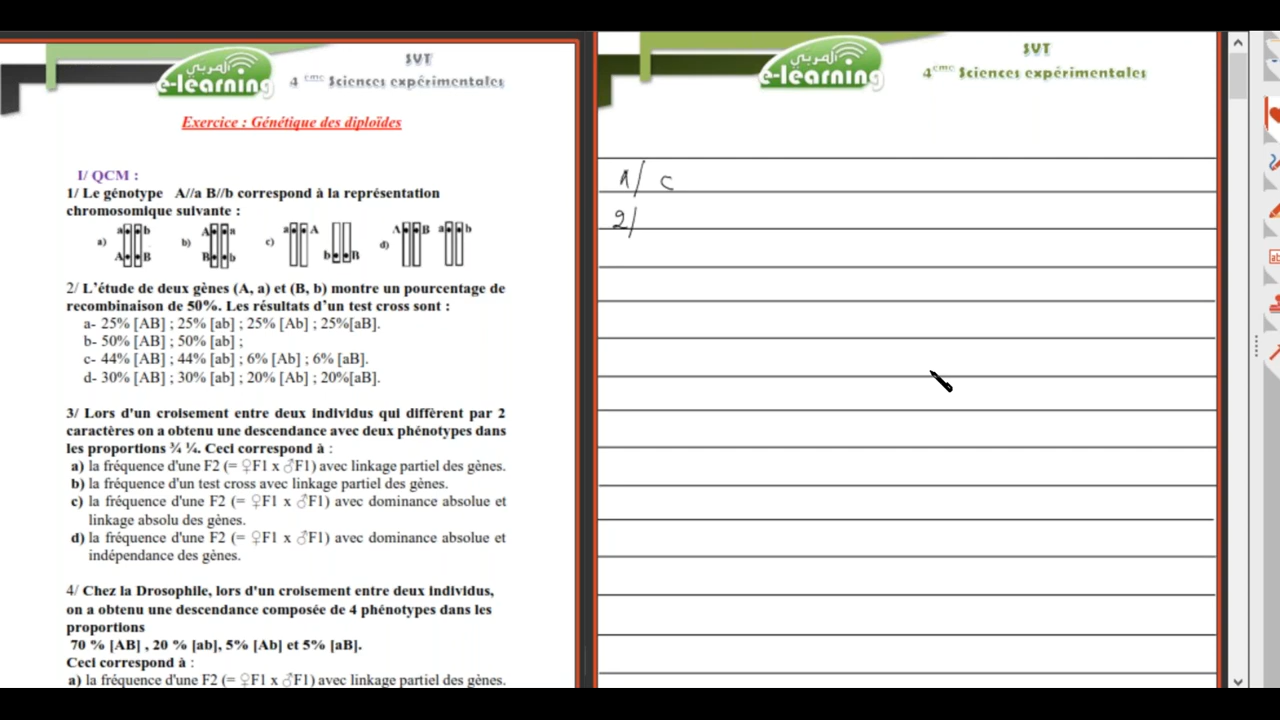 العربي
e-learning
SVT
4 eme Sciences expérimentales
Exercice : Génétique des diploïdes
I/ QCM :
1/ Le génotype A//a B//b correspond à la représentation
chromosomique suivante :
a) a b A B b) A a B b c) a A b B d) A B a b
2/ L'étude de deux gènes (A, a) et (B, b) montre un pourcentage de
recombinaison de 50%. Les résultats d'un test cross sont :
a- 25% [AB] ; 25% [ab] ; 25% [Ab] ; 25%[aB].
b- 50% [AB] ; 50% [ab] ;
c- 44% [AB] ; 44% [ab] ; 6% [Ab] ; 6% [aB].
d- 30% [AB] ; 30% [ab] ; 20% [Ab] ; 20%[aB].
3/ Lors d'un croisement entre deux individus qui diffèrent par 2
caractères on a obtenu une descendance avec deux phénotypes dans
les proportions ¾ ¼. Ceci correspond à :
a) la fréquence d'une F2 (= ♀F1 x ♂F1) avec linkage partiel des gènes.
b) la fréquence d'un test cross avec linkage partiel des gènes.
c) la fréquence d'une F2 (= ♀F1 x ♂F1) avec dominance absolue et
linkage absolu des gènes.
d) la fréquence d'une F2 (= ♀F1 x ♂F1) avec dominance absolue et
indépendance des gènes.
4/ Chez la Drosophile, lors d'un croisement entre deux individus,
on a obtenu une descendance composée de 4 phénotypes dans les
proportions
70 % [AB] , 20 % [ab], 5% [Ab] et 5% [aB].
Ceci correspond à :
a) la fréquence d'une F2 (= ♀F1 x ♂F1) avec linkage partiel des gènes.
العربي
e-learning
SVT
4eme Sciences expérimentales
1/ c
2/